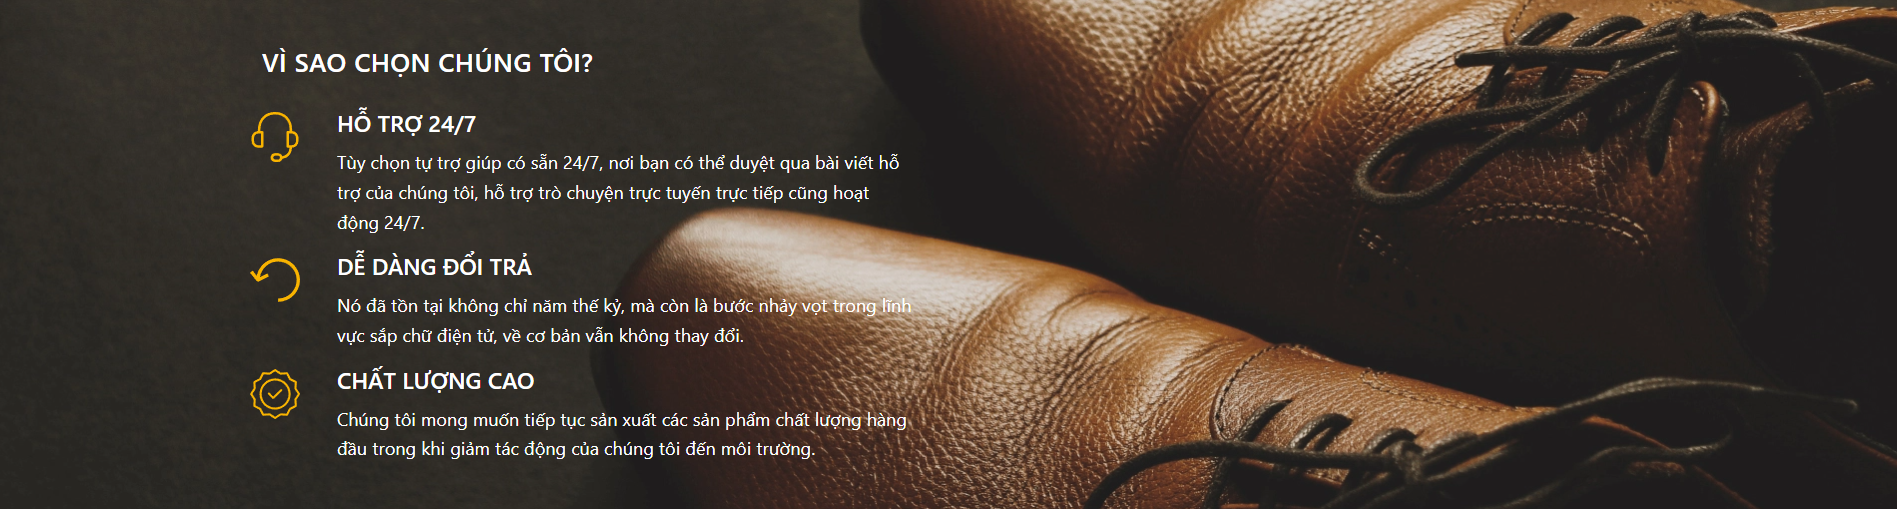 VÌ SAO CHỌN CHÚNG TÔI?
HỖ TRỢ 24/7
Tùy chọn tự trợ giúp có sẵn 24/7, nơi bạn có thể duyệt qua bài viết hỗ
trợ của chúng tôi, hỗ trợ trò chuyện trực tuyến trực tiếp cũng hoạt
động 24/7.
DỄ DÀNG ĐỔI TRẢ
Nó đã tồn tại không chỉ năm thế kỷ, mà còn là bước nhảy vọt trong lĩnh
vực sắp chữ điện tử, về cơ bản vẫn không thay đổi.
CHẤT LƯỢNG CAO
Chúng tôi mong muốn tiếp tục sản xuất các sản phẩm chất lượng hàng
đầu trong khi giảm tác động của chúng tôi đến môi trường.